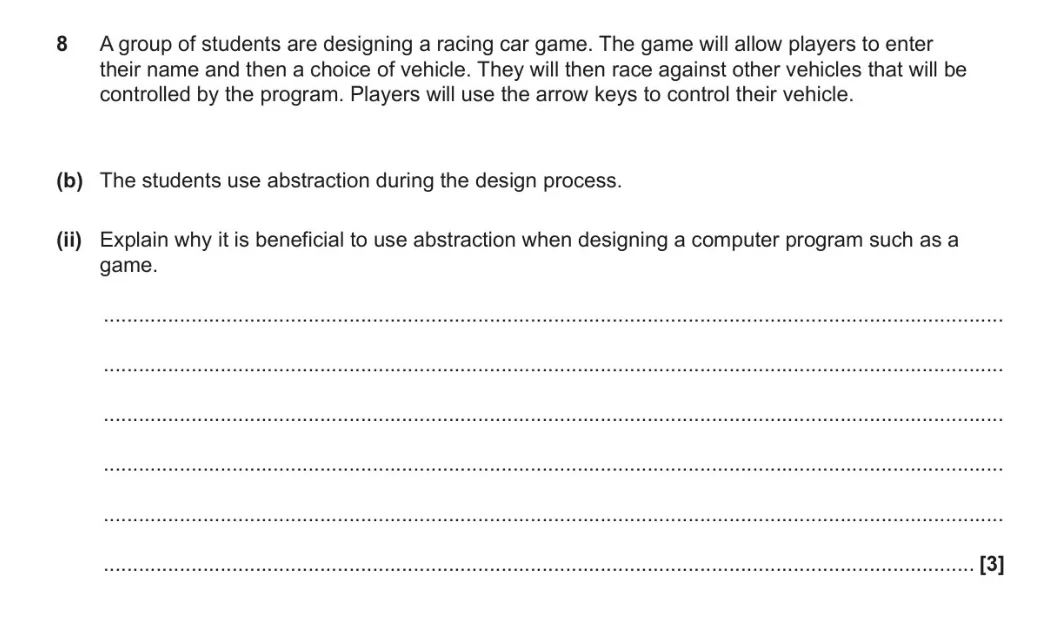 8 A group of students are designing a racing car game. The game will allow players to enter
their name and then a choice of vehicle. They will then race against other vehicles that will be
controlled by the program. Players will use the arrow keys to control their vehicle.
(b) The students use abstraction during the design process.
(ii) Explain why it is beneficial to use abstraction when designing a computer program such as a
game.
[3]